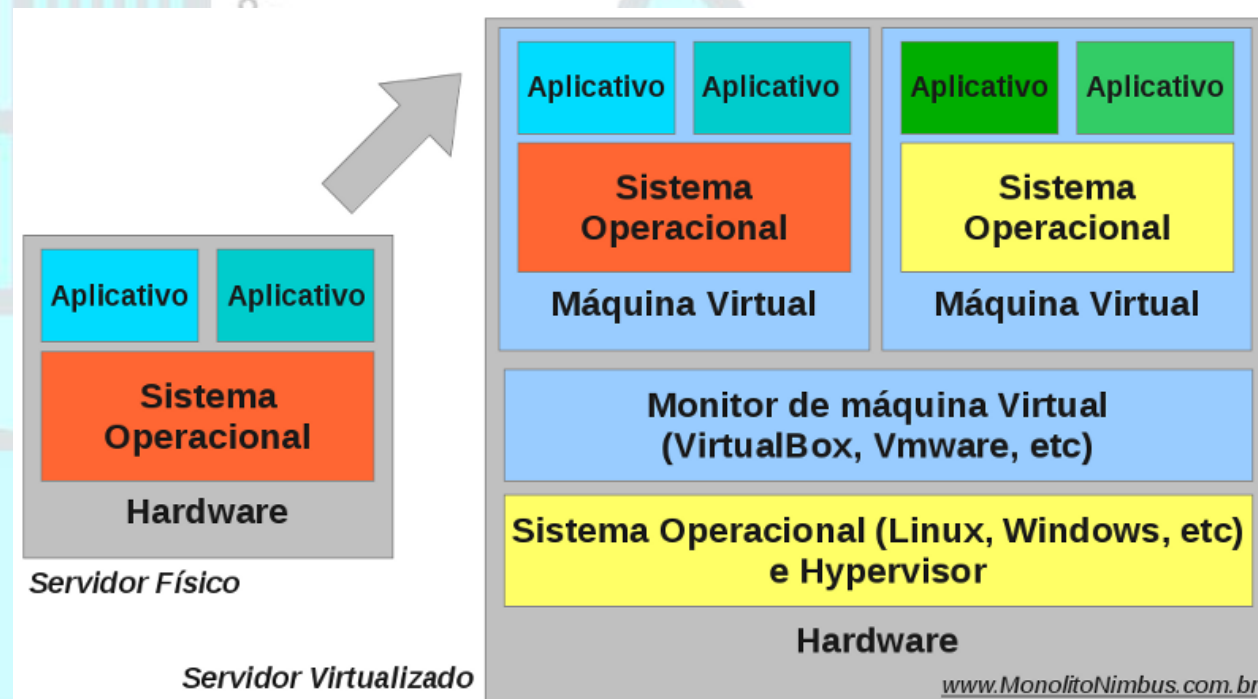 Aplicativo Aplicativo
Sistema
Operacional
Hardware
Servidor Físico
Aplicativo Aplicativo
Sistema
Operacional
Máquina Virtual
Aplicativo Aplicativo
Sistema
Operacional
Máquina Virtual
Monitor de máquina Virtual
(VirtualBox, Vmware, etc)
Sistema Operacional (Linux, Windows, etc)
e Hypervisor
Hardware
Servidor Virtualizado
www.MonolitoNimbus.com.br